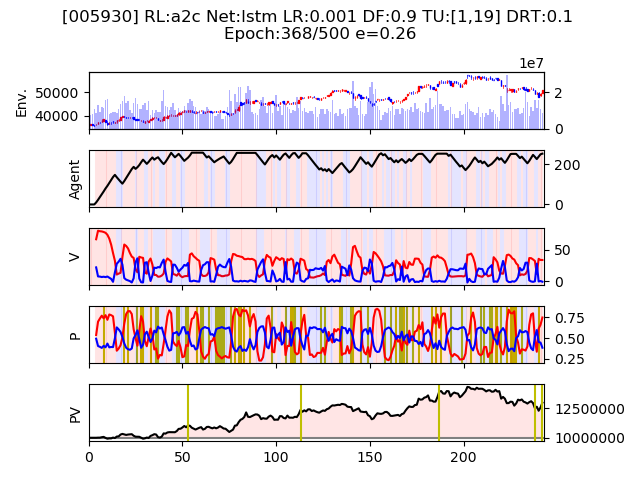 [005930] RL:a2c Net:lstm LR:0.001 DF:0.9 TU:[1,19] DRT:0.1
Epoch:368/500 e=0.26
1e7
Env.
50000
40000
2
0
Agent
200
0
V
50
0
P
0.75
0.50
0.25
PV
12500000
10000000
0
50
100
150
200